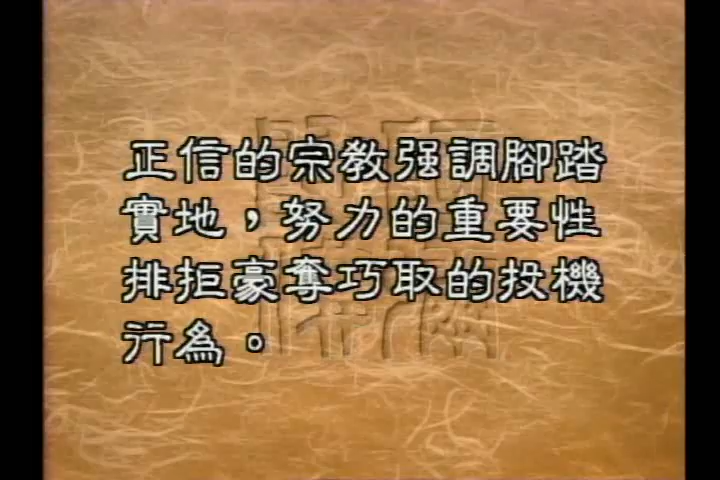 正信的宗教强調腳踏
實地，努力的重要性
排拒豪奪巧取的投機
行為。